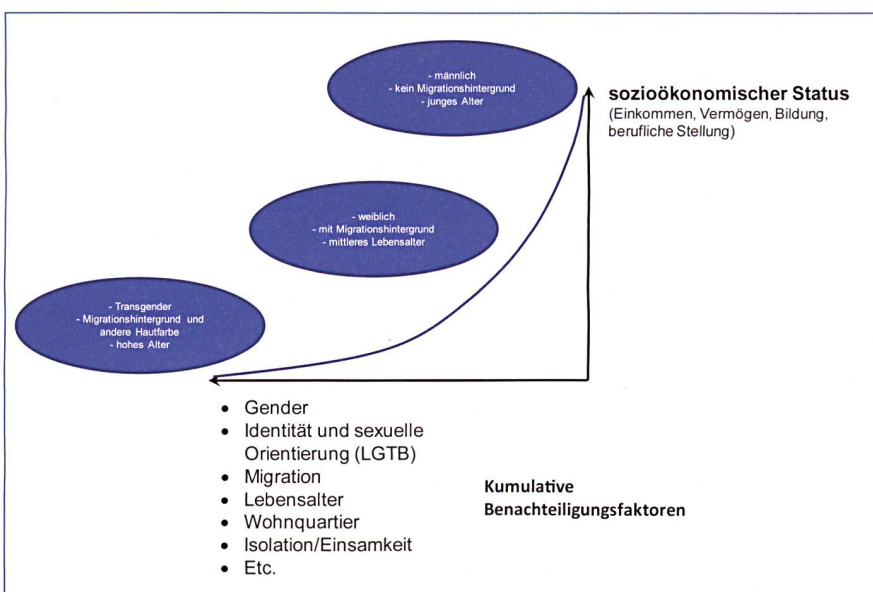 - männlich
- kein Migrationshintergrund
- junges Alter
sozioökonomischer Status
(Einkommen, Vermögen, Bildung,
berufliche Stellung)
- weiblich
- mit Migrationshintergrund
- mittleres Lebensalter
- Transgender
- Migrationshintergrund und
andere Hautfarbe
- hohes Alter
• Gender
• Identität und sexuelle
Orientierung (LGTB)
• Migration
• Lebensalter
• Wohnquartier
• Isolation/Einsamkeit
• Etc.
Kumulative
Benachteiligungsfaktoren